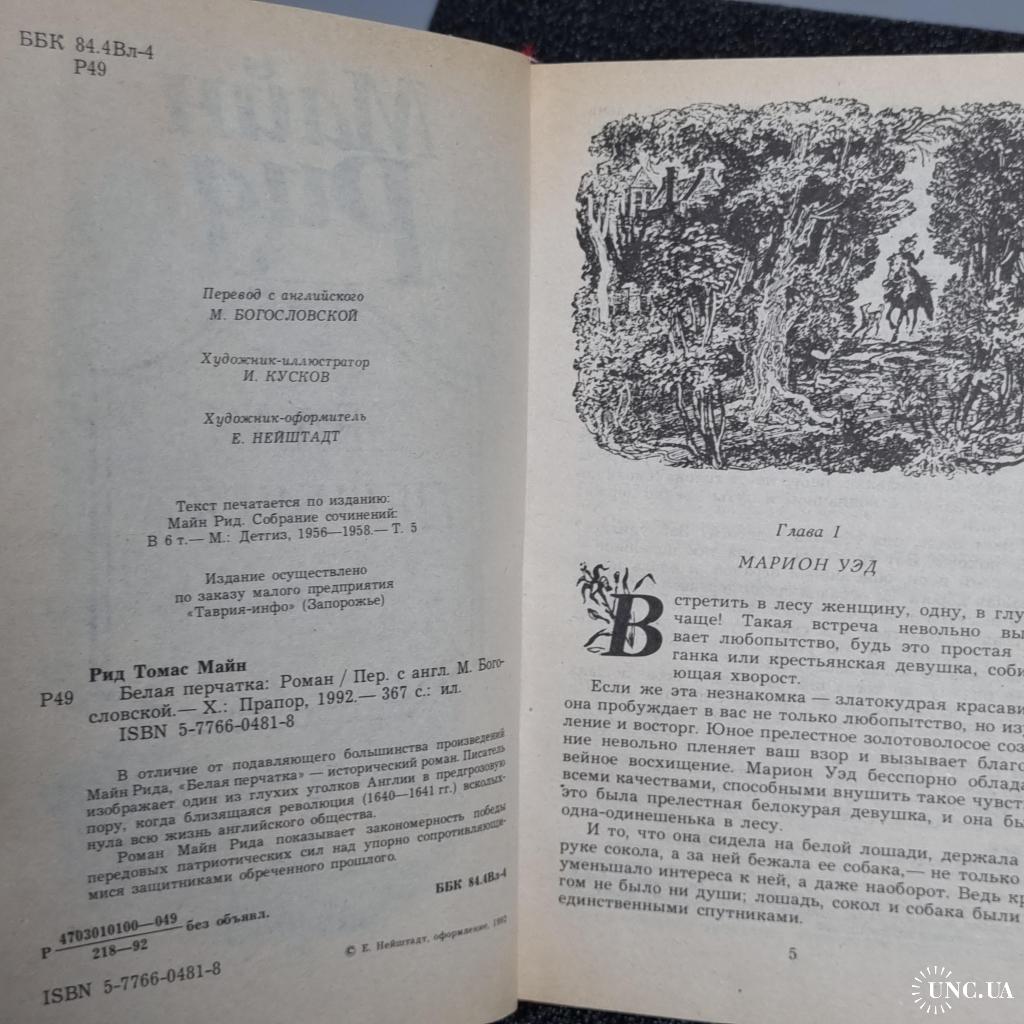 ББК 84.4Вл-4
Р49
Перевод с английского
М. БОГОСЛОВСКОЙ
Художник-иллюстратор
И. КУСКОВ
Художник-оформитель
Е. НЕЙШТАДТ
Текст печатается по изданию:
Майн Рид. Собрание сочинений:
В 6 т.— М.: Детгиз, 1956—1958.— Т. 5
Издание осуществлено
по заказу малого предприятия
«Таврия-инфо» (Запорожье)
Рид Томас Майн
Р49 Белая перчатка: Роман / Пер. с англ. М. Бого-
словской.— Х.: Прапор, 1992.— 367 с.: ил.
ISBN 5-7766-0481-8
В отличие от подавляющего большинства произведений
Майн Рида, «Белая перчатка» — исторический роман. Писатель
изображает один из глухих уголков Англии в предгрозовую
пору, когда близящаяся революция (1640—1641 гг.) всколых-
нула всю жизнь английского общества.
Роман Майн Рида показывает закономерность победы
передовых патриотических сил над упорно сопротивляющи-
мися защитниками обреченного прошлого.
ББК 84.4Вл-4
Р 4703010100—049 без объявл.
218—92
© Е. Нейштадт, оформление, 1992
ISBN 5-7766-0481-8
Майн
Рид
Глава I
МАРИОН УЭД
Встретить в лесу женщину, одну, в глу
чаще! Такая встреча невольно вы
вает любопытство, будь это простая
ганка или крестьянская девушка, соби
ющая хворост.
Если же эта незнакомка — златокудрая красави
она пробуждает в вас не только любопытство, но из
ление и восторг. Юное прелестное золотоволосое соз
ние невольно пленяет ваш взор и вызывает благо
вейное восхищение. Марион Уэд бесспорно облада
всеми качествами, способными внушить такое чувст
это была прелестная белокурая девушка, и она бы
одна-одинешенька в лесу.
И то, что она сидела на белой лошади, держала
руке сокола, а за ней бежала ее собака,— не только
уменьшало интереса к ней, а даже наоборот. Ведь кр
гом не было ни души; лошадь, сокол и собака были
единственными спутниками.
5
UNC.UA